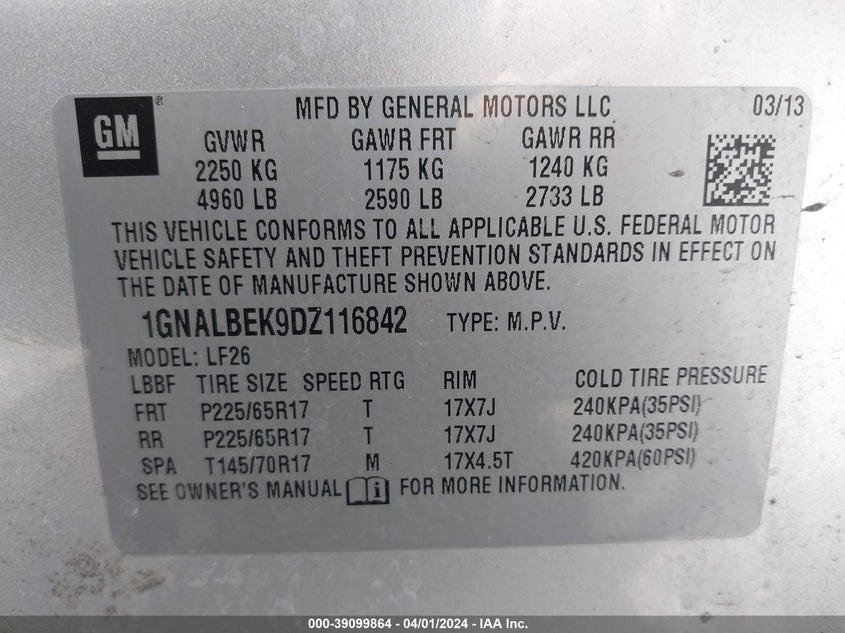 GM ® MFD BY GENERAL MOTORS LLC 03/13
GVWR GAWR FRT GAWR RR
2250 KG 1175 KG 1240 KG
4960 LB 2590 LB 2733 LB
THIS VEHICLE CONFORMS TO ALL APPLICABLE U.S. FEDERAL MOTOR
VEHICLE SAFETY AND THEFT PREVENTION STANDARDS IN EFFECT ON
THE DATE OF MANUFACTURE SHOWN ABOVE.
1GNALBEK9DZ116842 TYPE: M.P.V.
MODEL: LF26
LBBF TIRE SIZE SPEED RTG RIM COLD TIRE PRESSURE
FRT P225/65R17 T 17X7J 240KPA(35PSI)
RR P225/65R17 T 17X7J 240KPA(35PSI)
SPA T145/70R17 M 17X4.5T 420KPA(60PSI)
SEE OWNER'S MANUAL FOR MORE INFORMATION.
000-39099864 - 04/01/2024 - IAA Inc.